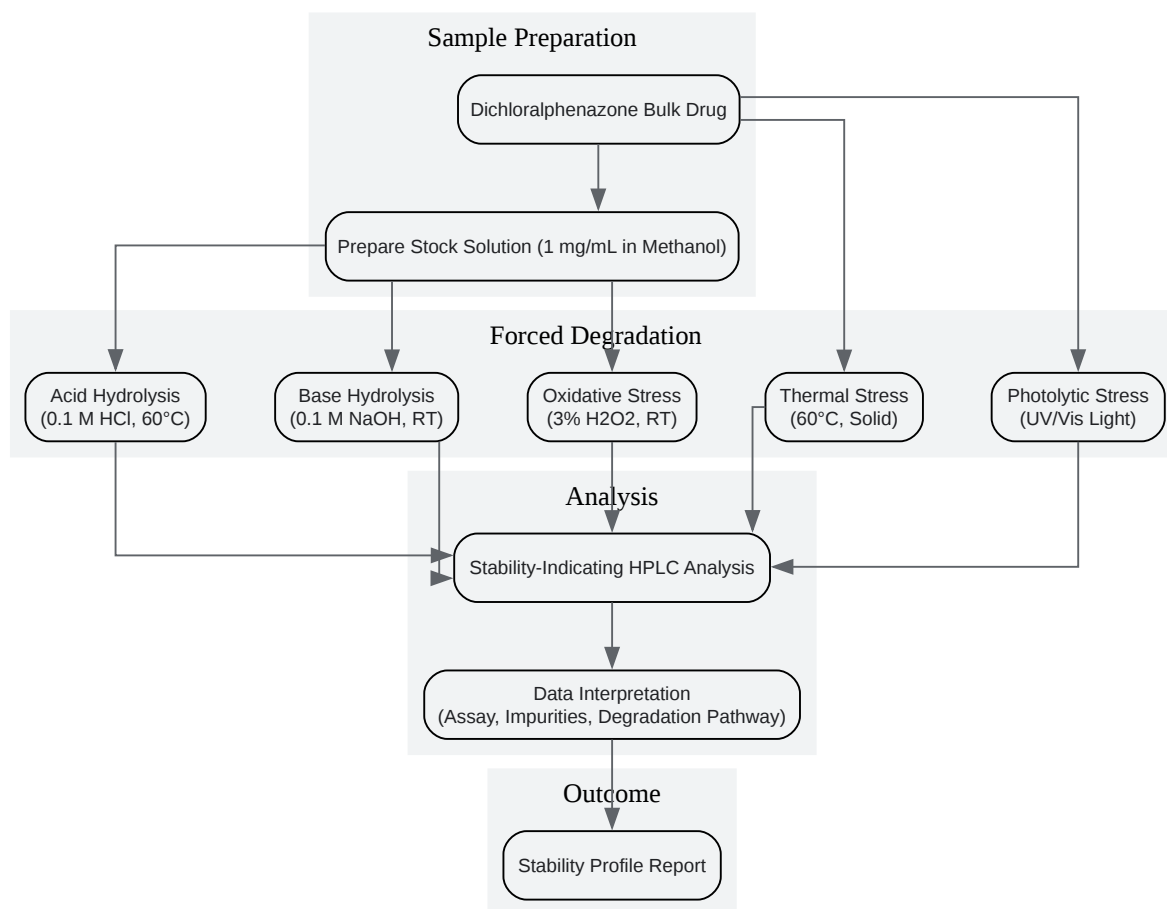 Sample Preparation
Dichloralphenazone Bulk Drug
Prepare Stock Solution (1 mg/mL in Methanol)
Forced Degradation
Acid Hydrolysis
(0.1 M HCl, 60°C)
Base Hydrolysis
(0.1 M NaOH, RT)
Oxidative Stress
(3% H2O2, RT)
Thermal Stress
(60°C, Solid)
Photolytic Stress
(UV/Vis Light)
Analysis
Stability-Indicating HPLC Analysis
Data Interpretation
(Assay, Impurities, Degradation Pathway)
Outcome
Stability Profile Report